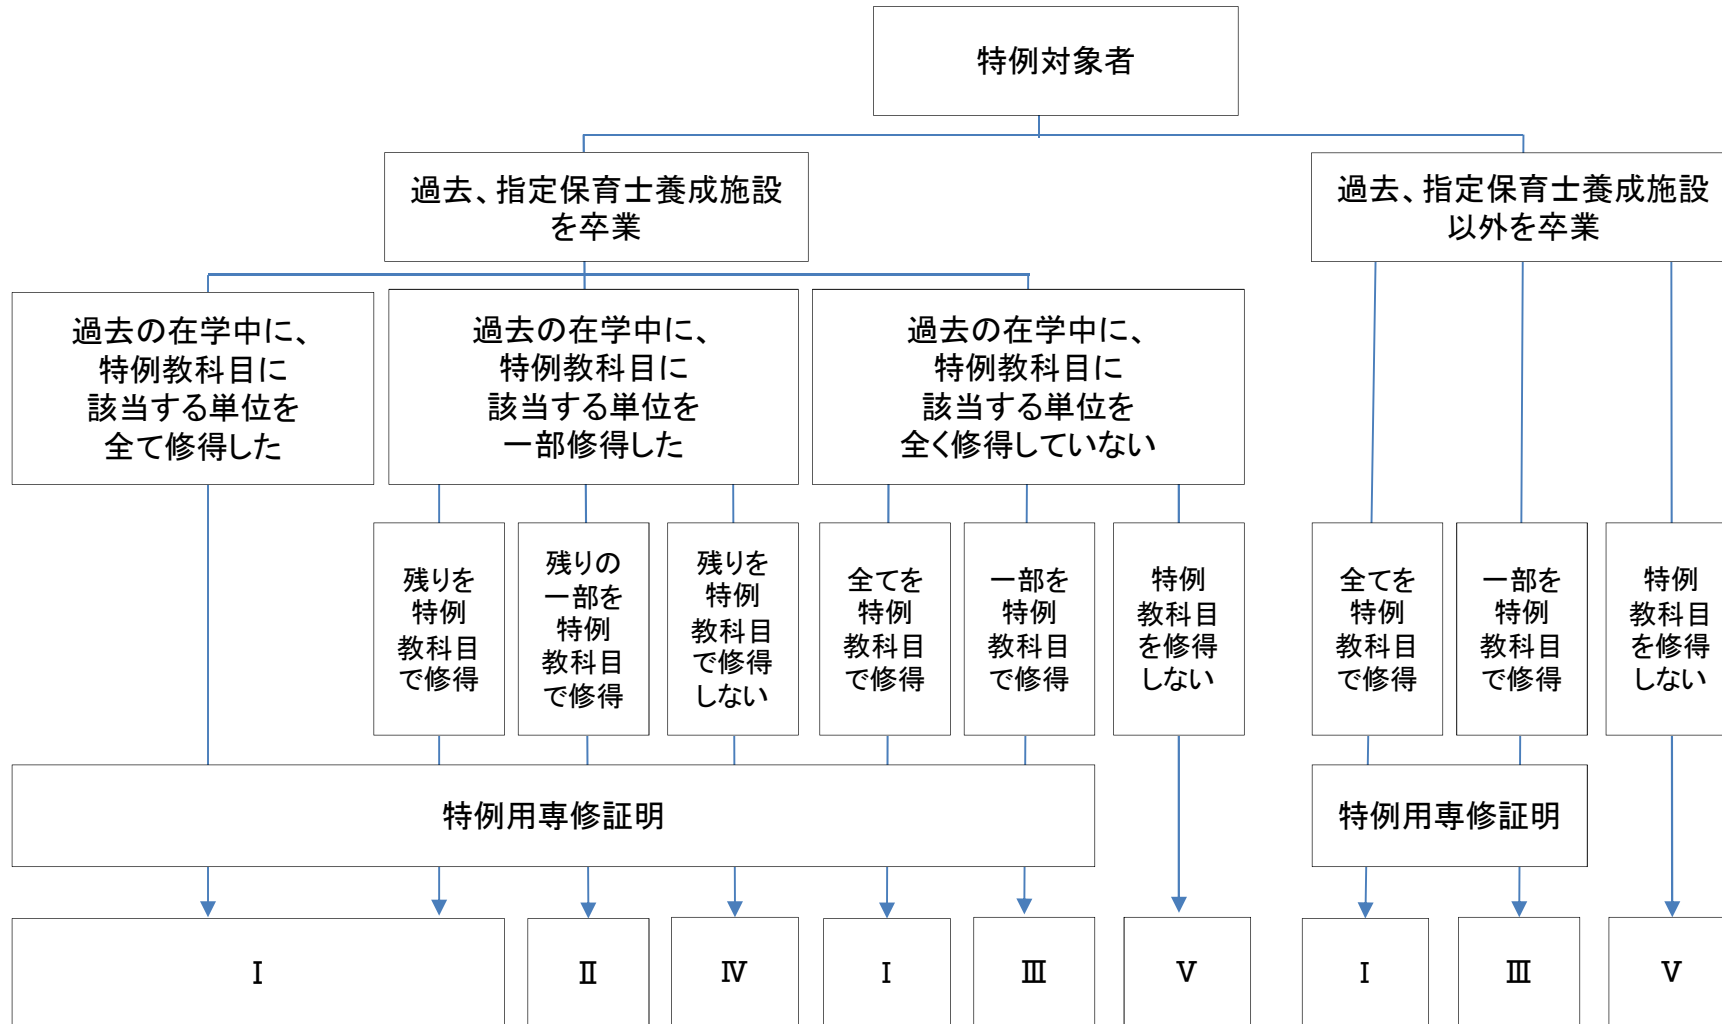 特例対象者
過去、指定保育士養成施設
を卒業
過去、指定保育士養成施設
以外を卒業
過去の在学中に、
特例教科目に
該当する単位を
全て修得した
過去の在学中に、
特例教科目に
該当する単位を
一部修得した
過去の在学中に、
特例教科目に
該当する単位を
全く修得していない
残りを
特例
教科目
で修得
残りの
一部を
特例
教科目
で修得
残りを
特例
教科目
で修得
しない
全てを
特例
教科目
で修得
一部を
特例
教科目
で修得
特例
教科目
を修得
しない
全てを
特例
教科目
で修得
一部を
特例
教科目
で修得
特例
教科目
を修得
しない
特例用専修証明
特例用専修証明
Ⅰ
Ⅱ
Ⅳ
Ⅰ
Ⅲ
Ⅴ
Ⅰ
Ⅲ
Ⅴ